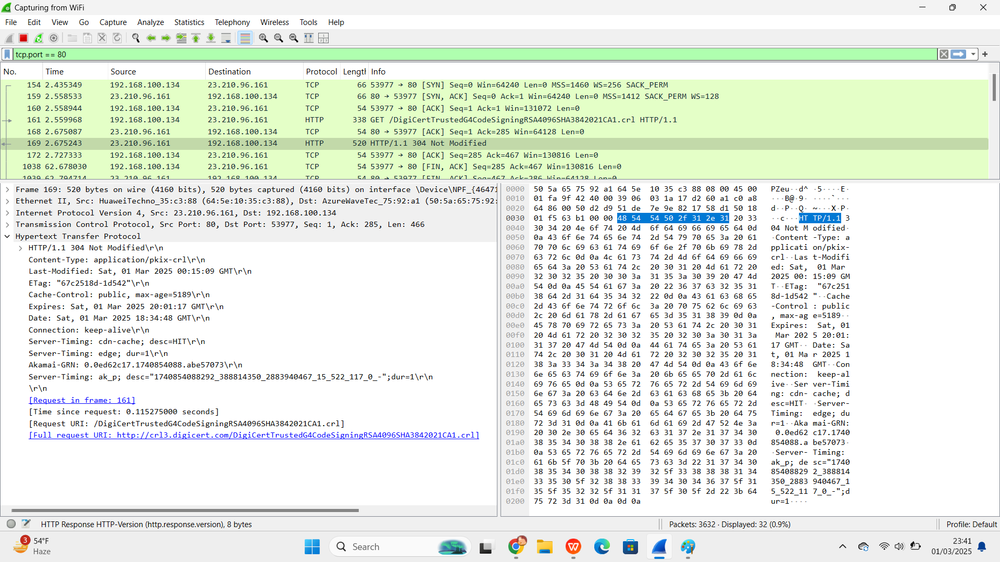 Capturing from WiFi
File Edit View Go Capture Analyze Statistics Telephony Wireless Tools Help
tcp.port == 80
No. Time Source Destination Protocol Length Info
154 2.435349 192.168.100.134 23.210.96.161 TCP 66 53977 → 80 [SYN] Seq=0 Win=64240 Len=0 MSS=1460 WS=256 SACK_PERM
159 2.558533 23.210.96.161 192.168.100.134 TCP 66 80 → 53977 [SYN, ACK] Seq=0 Ack=1 Win=64240 Len=0 MSS=1412 SACK_PERM WS=128
160 2.558944 192.168.100.134 23.210.96.161 TCP 54 53977 → 80 [ACK] Seq=1 Ack=1 Win=131072 Len=0
161 2.559968 192.168.100.134 23.210.96.161 HTTP 338 GET /DigiCertTrustedG4CodeSigningRSA4096SHA3842021CA1.crl HTTP/1.1
168 2.675087 23.210.96.161 192.168.100.134 TCP 54 80 → 53977 [ACK] Seq=1 Ack=285 Win=64128 Len=0
169 2.675243 23.210.96.161 192.168.100.134 HTTP 520 HTTP/1.1 304 Not Modified
172 2.727333 192.168.100.134 23.210.96.161 TCP 54 53977 → 80 [ACK] Seq=285 Ack=467 Win=130816 Len=0
1038 62.678030 192.168.100.134 23.210.96.161 TCP 54 53977 → 80 [FIN, ACK] Seq=285 Ack=467 Win=130816 Len=0
1039 62.794714 23.210.96.161 192.168.100.134 TCP 54 80 → 53977 [FIN, ACK] Seq=467 Ack=286 Win=64128 Len=0
Frame 169: 520 bytes on wire (4160 bits), 520 bytes captured (4160 bits) on interface \Device\NPF_{46471
Ethernet II, Src: HuaweiTechno_35:c3:88 (64:5e:10:35:c3:88), Dst: AzureWaveTec_75:92:a1 (50:5a:65:75:92:
Internet Protocol Version 4, Src: 23.210.96.161, Dst: 192.168.100.134
Transmission Control Protocol, Src Port: 80, Dst Port: 53977, Seq: 1, Ack: 285, Len: 466
Hypertext Transfer Protocol
HTTP/1.1 304 Not Modified\r\n
Content-Type: application/pkix-crl\r\n
Last-Modified: Sat, 01 Mar 2025 00:15:09 GMT\r\n
ETag: "67c2518d-1d542"\r\n
Cache-Control: public, max-age=5189\r\n
Expires: Sat, 01 Mar 2025 20:01:17 GMT\r\n
Date: Sat, 01 Mar 2025 18:34:48 GMT\r\n
Connection: keep-alive\r\n
Server-Timing: cdn-cache; desc=HIT\r\n
Server-Timing: edge; dur=1\r\n
Akamai-GRN: 0.0ed62c17.1740854088.abe57073\r\n
Server-Timing: ak_p; desc="1740854088292_388814350_2883940467_15_522_117_0_-";dur=1\r\n
\r\n
[Request in frame: 161]
[Time since request: 0.115275000 seconds]
[Request URI: /DigiCertTrustedG4CodeSigningRSA4096SHA3842021CA1.crl]
[Full request URI: http://crl3.digicert.com/DigiCertTrustedG4CodeSigningRSA4096SHA3842021CA1.crl]
0000 50 5a 65 75 92 a1 64 5e 10 35 c3 88 08 00 45 00 PZeu··d^ ·5····E·
0010 01 fa 9f 42 40 00 39 06 03 1a 17 d2 60 a1 c0 a8 ···B@·9· ····`···
0020 64 86 00 50 d2 d9 51 de 7e 9e 82 17 58 d1 50 18 d··P··Q· ~···X·P·
0030 01 f5 63 b1 00 00 48 54 54 50 2f 31 2e 31 20 33 ··c···HT TP/1.1 3
0040 30 34 20 4e 6f 74 20 4d 6f 64 69 66 69 65 64 0d 04 Not M odified·
0050 0a 43 6f 6e 74 65 6e 74 2d 54 79 70 65 3a 20 61 ·Content -Type: a
0060 70 70 6c 69 63 61 74 69 6f 6e 2f 70 6b 69 78 2d pplicati on/pkix-
0070 63 72 6c 0d 0a 4c 61 73 74 2d 4d 6f 64 69 66 69 crl··Las t-Modifi
0080 65 64 3a 20 53 61 74 2c 20 30 31 20 4d 61 72 20 ed: Sat, 01 Mar
0090 32 30 32 35 20 30 30 3a 31 35 3a 30 39 20 47 4d 2025 00: 15:09 GM
00a0 54 0d 0a 45 54 61 67 3a 20 22 36 37 63 32 35 31 T··ETag: "67c251
00b0 38 64 2d 31 64 35 34 32 22 0d 0a 43 61 63 68 65 8d-1d542 "··Cache
00c0 2d 43 6f 6e 74 72 6f 6c 3a 20 70 75 62 6c 69 63 -Control : public
00d0 2c 20 6d 61 78 2d 61 67 65 3d 35 31 38 39 0d 0a , max-ag e=5189··
00e0 45 78 70 69 72 65 73 3a 20 53 61 74 2c 20 30 31 Expires: Sat, 01
00f0 20 4d 61 72 20 32 30 32 35 20 32 30 3a 30 31 3a Mar 202 5 20:01:
0100 31 37 20 47 4d 54 0d 0a 44 61 74 65 3a 20 53 61 17 GMT·· Date: Sa
0110 74 2c 20 30 31 20 4d 61 72 20 32 30 32 35 20 31 t, 01 Ma r 2025 1
0120 38 3a 33 34 3a 34 38 20 47 4d 54 0d 0a 43 6f 6e 8:34:48 GMT··Con
0130 6e 65 63 74 69 6f 6e 3a 20 6b 65 65 70 2d 61 6c nection: keep-al
0140 69 76 65 0d 0a 53 65 72 76 65 72 2d 54 69 6d 69 ive··Ser ver-Timi
0150 6e 67 3a 20 63 64 6e 2d 63 61 63 68 65 3b 20 64 ng: cdn- cache; d
0160 65 73 63 3d 48 49 54 0d 0a 53 65 72 76 65 72 2d esc=HIT· ·Server-
0170 54 69 6d 69 6e 67 3a 20 65 64 67 65 3b 20 64 75 Timing: edge; du
0180 72 3d 31 0d 0a 41 6b 61 6d 61 69 2d 47 52 4e 3a r=1··Aka mai-GRN:
0190 20 30 2e 30 65 64 36 32 63 31 37 2e 31 37 34 30 0.0ed62 c17.1740
01a0 38 35 34 30 38 38 2e 61 62 65 35 37 30 37 33 0d 854088.a be57073·
01b0 0a 53 65 72 76 65 72 2d 54 69 6d 69 6e 67 3a 20 ·Server- Timing:
01c0 61 6b 5f 70 3b 20 64 65 73 63 3d 22 31 37 34 30 ak_p; de sc="1740
01d0 38 35 34 30 38 38 32 39 32 5f 33 38 38 38 31 34 85408829 2_388814
01e0 33 35 30 5f 32 38 38 33 39 34 30 34 36 37 5f 31 350_2883 940467_1
01f0 35 5f 35 32 32 5f 31 31 37 5f 30 5f 2d 22 3b 64 5_522_11 7_0_-";d
0200 75 72 3d 31 0d 0a 0d 0a ur=1····
HTTP Response HTTP-Version (http.response.version), 8 bytes
Packets: 3632 · Displayed: 32 (0.9%)
Profile: Default
3
54°F
Haze
Search
23:41
01/03/2025